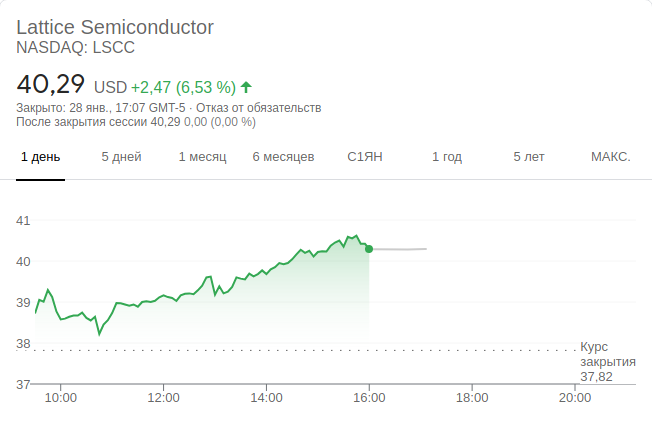 Lattice Semiconductor
NASDAQ: LSCC
40,29 USD +2,47 (6,53 %)
Закрыто: 28 янв., 17:07 GMT-5 · Отказ от обязательств
После закрытия сессии 40,29 0,00 (0,00 %)
1 день 5 дней 1 месяц 6 месяцев С1ЯН 1 год 5 лет МАКС.
41
40
39
38
Курс
закрытия
37,82
37
10:00 12:00 14:00 16:00 18:00 20:00